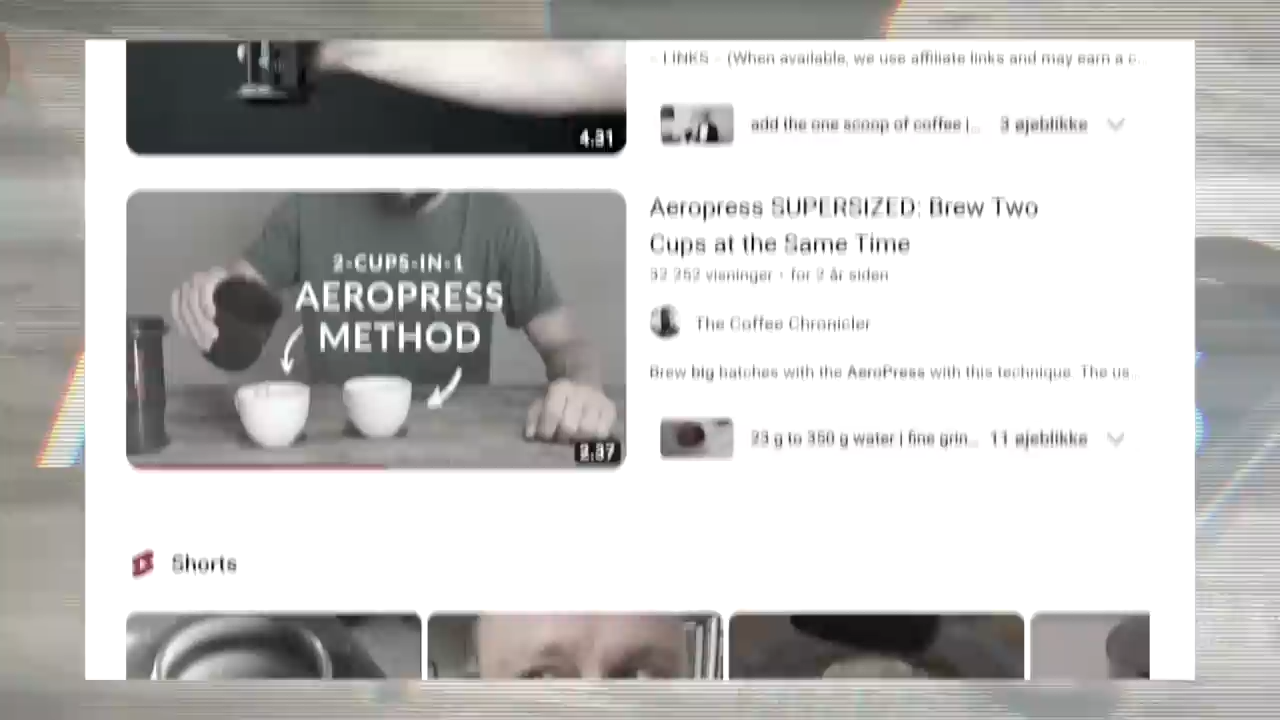 - LINKS - (When available, we use affiliate links and may earn a c...
4:31
add the one scoop of coffee |... 3 øjeblikke
2-CUPS-IN-1
AEROPRESS
METHOD
Aeropress SUPERSIZED: Brew Two
Cups at the Same Time
32 252 visninger • for 2 år siden
The Coffee Chronicler
Brew big batches with the AeroPress with this technique. The us...
23 g to 350 g water | fine grin... 11 øjeblikke
Shorts